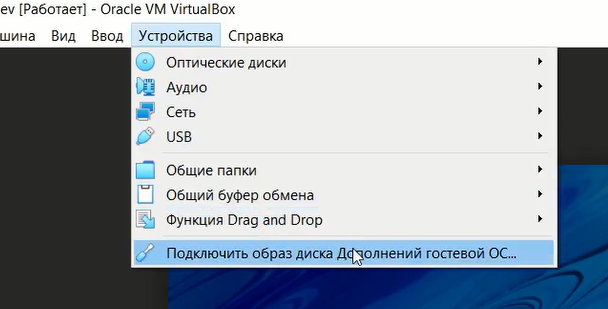 ev [Работает] - Oracle VM VirtualBox
шина Вид Ввод Устройства Справка
Оптические диски
Аудио
Сеть
USB
Общие папки
Общий буфер обмена
Функция Drag and Drop
Подключить образ диска Дополнений гостевой ОС...